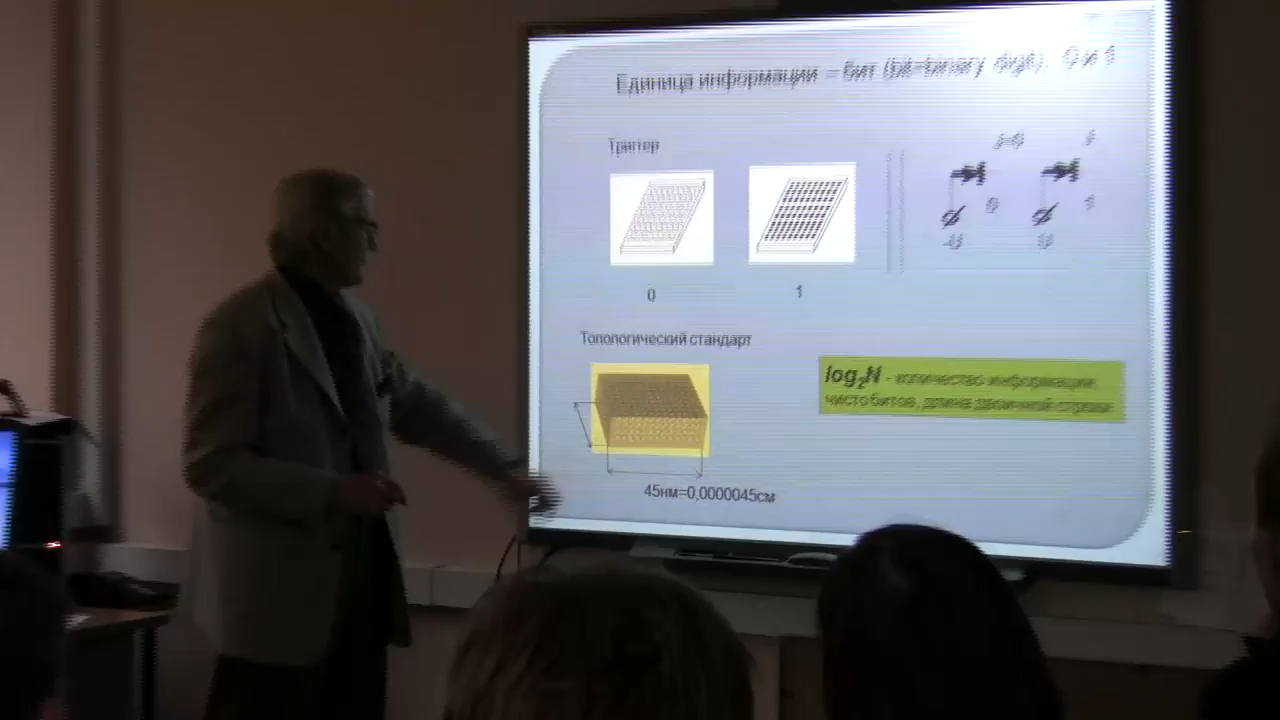 Единица информации = бит (bit=binary digit). 0 и 1
Триггер
0
1
Топологический стандарт
log₂N - количество информации,
число битов, длина двоичной строки
45нм=0,0000045см